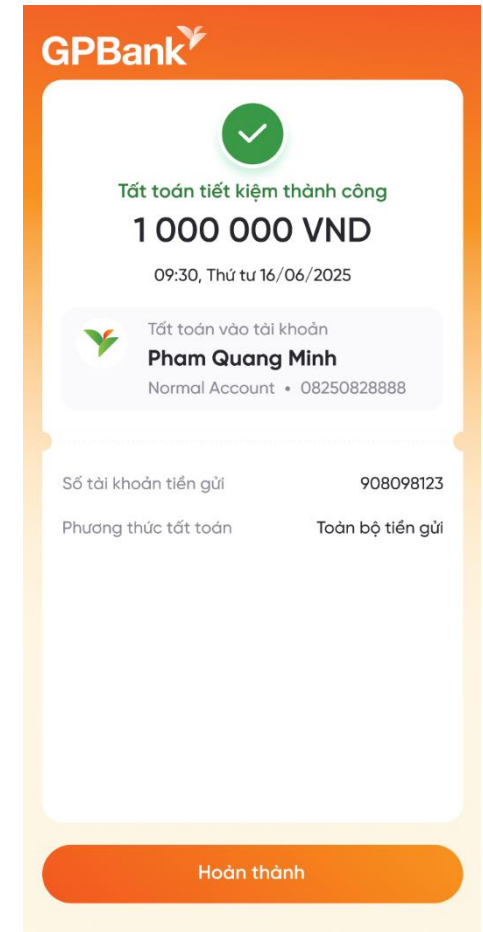 GPBank
Tất toán tiết kiệm thành công
1 000 000 VND
09:30, Thứ tư 16/06/2025
Tất toán vào tài khoản
Pham Quang Minh
Normal Account • 08250828888
Số tài khoản tiền gửi 908098123
Phương thức tất toán Toàn bộ tiền gửi
Hoàn thành